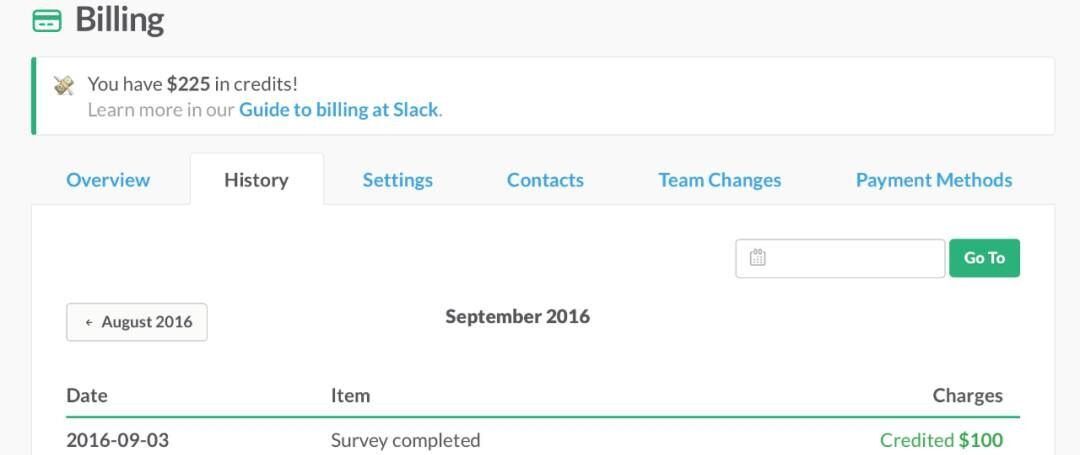 Billing
You have $225 in credits!
Learn more in our Guide to billing at Slack.
Overview History Settings Contacts Team Changes Payment Methods
Go To
← August 2016 September 2016
Date Item Charges
2016-09-03 Survey completed Credited $100